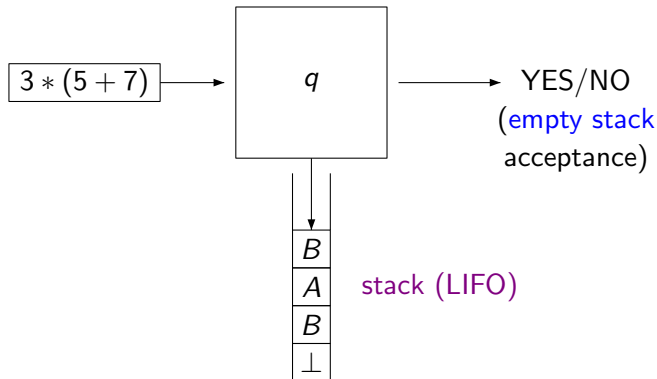 3 ∗ (5 + 7)
q
YES/NO
(empty stack
acceptance)
B
A
stack (LIFO)
B
⊥